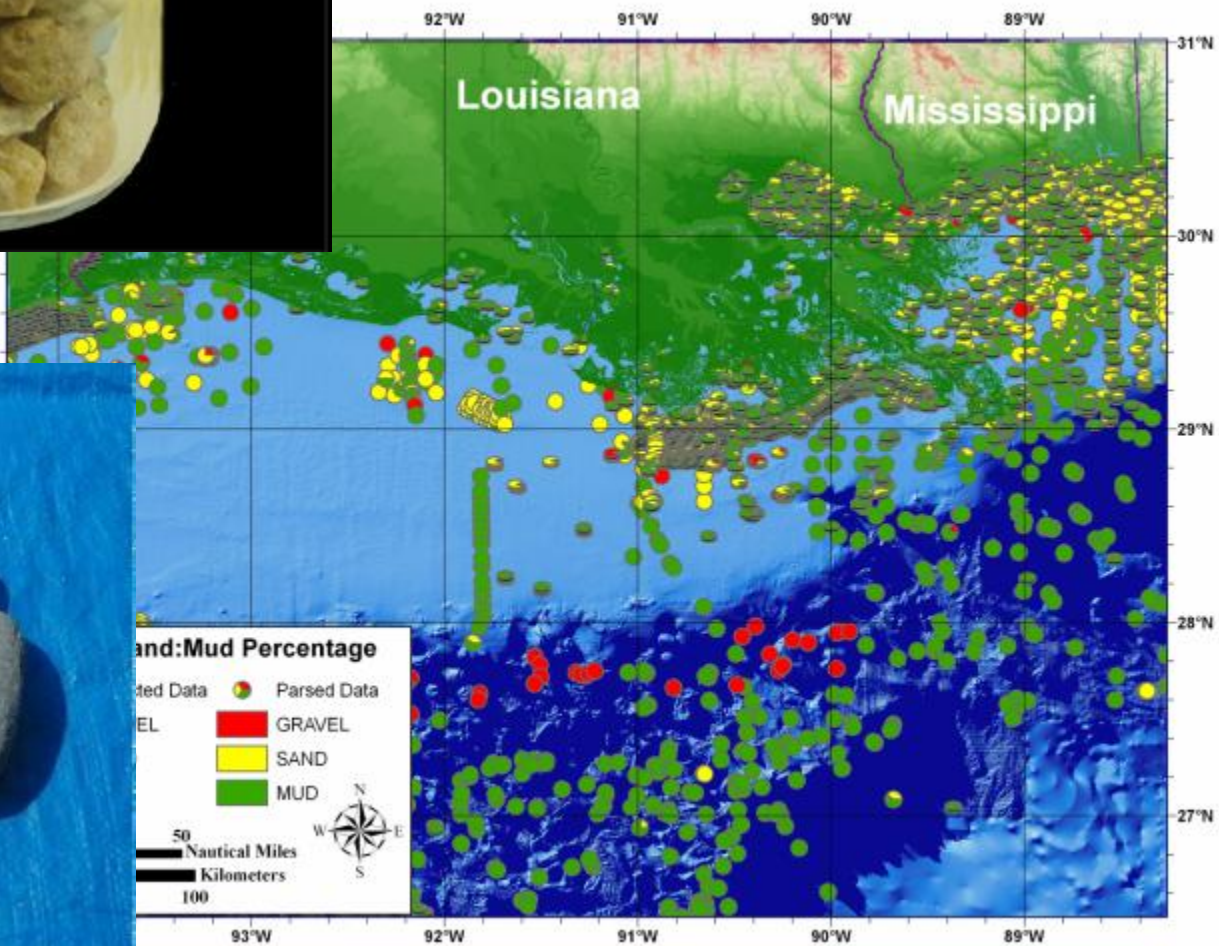 92°W 91°W 90°W 89°W
31°N
Louisiana
Mississippi
30°N
29°N
28°N
and:Mud Percentage
ted Data Parsed Data
EL GRAVEL
SAND
MUD
N
W E
S
50
Nautical Miles
Kilometers
100
27°N
93°W 92°W 91°W 90°W 89°W